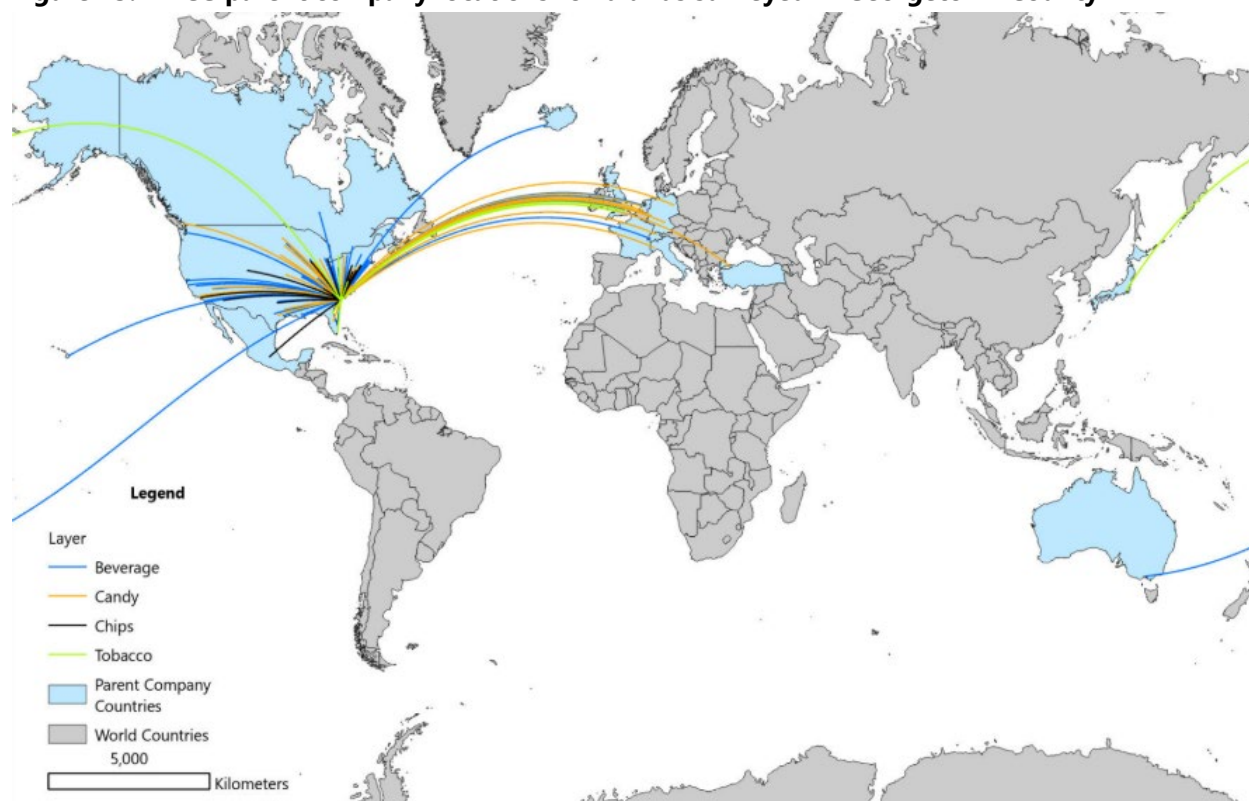 Legend
Layer
Beverage
Candy
Chips
Tobacco
Parent Company
Countries
World Countries
5,000
Kilometers